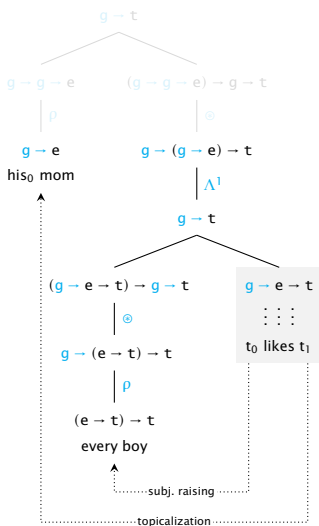 g → t
g → g → e (g → g → e) → g → t
ρ ⊛
g → e g → (g → e) → t
his₀ mom Λ¹
g → t
(g → e → t) → g → t g → e → t
⊛ t₀ likes t₁
g → (e → t) → t
ρ
(e → t) → t
every boy
subj. raising
topicalization